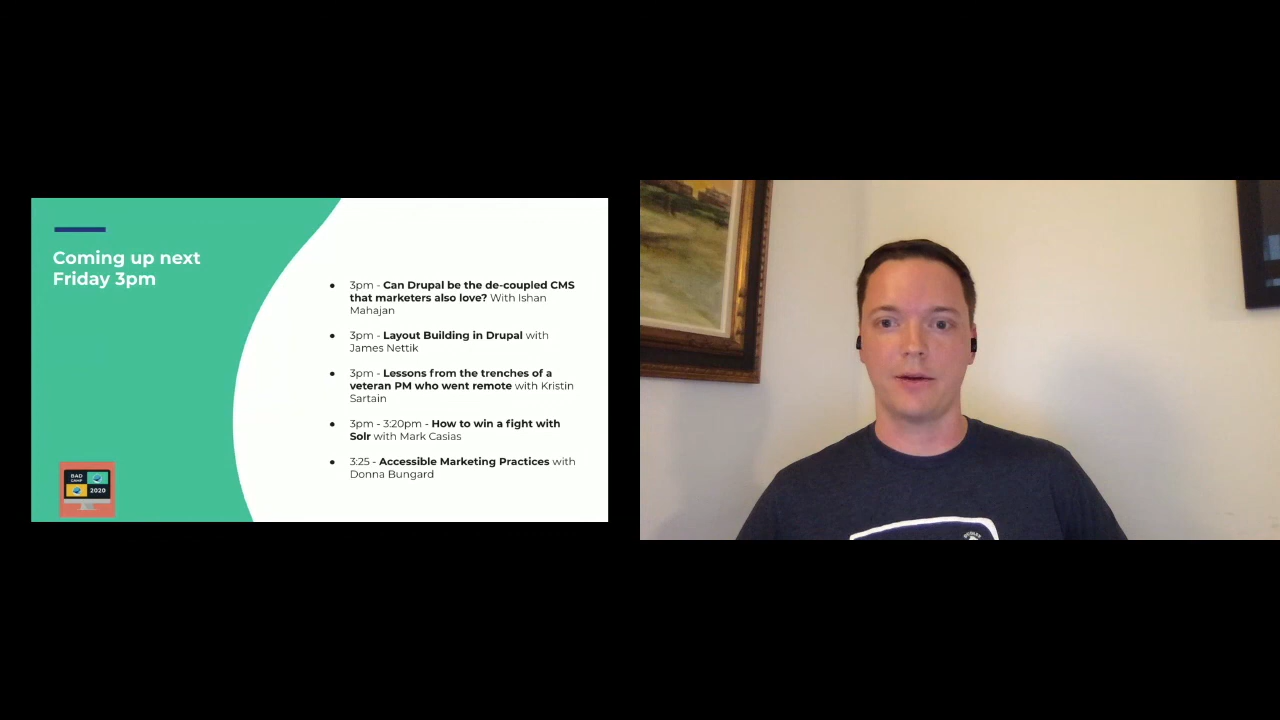 Coming up next
Friday 3pm
● 3pm - Can Drupal be the de-coupled CMS
that marketers also love? With Ishan
Mahajan
● 3pm - Layout Building in Drupal with
James Nettik
● 3pm - Lessons from the trenches of a
veteran PM who went remote with Kristin
Sartain
● 3pm - 3:20pm - How to win a fight with
Solr with Mark Casias
● 3:25 - Accessible Marketing Practices with
Donna Bungard
BAD
CAMP
2020